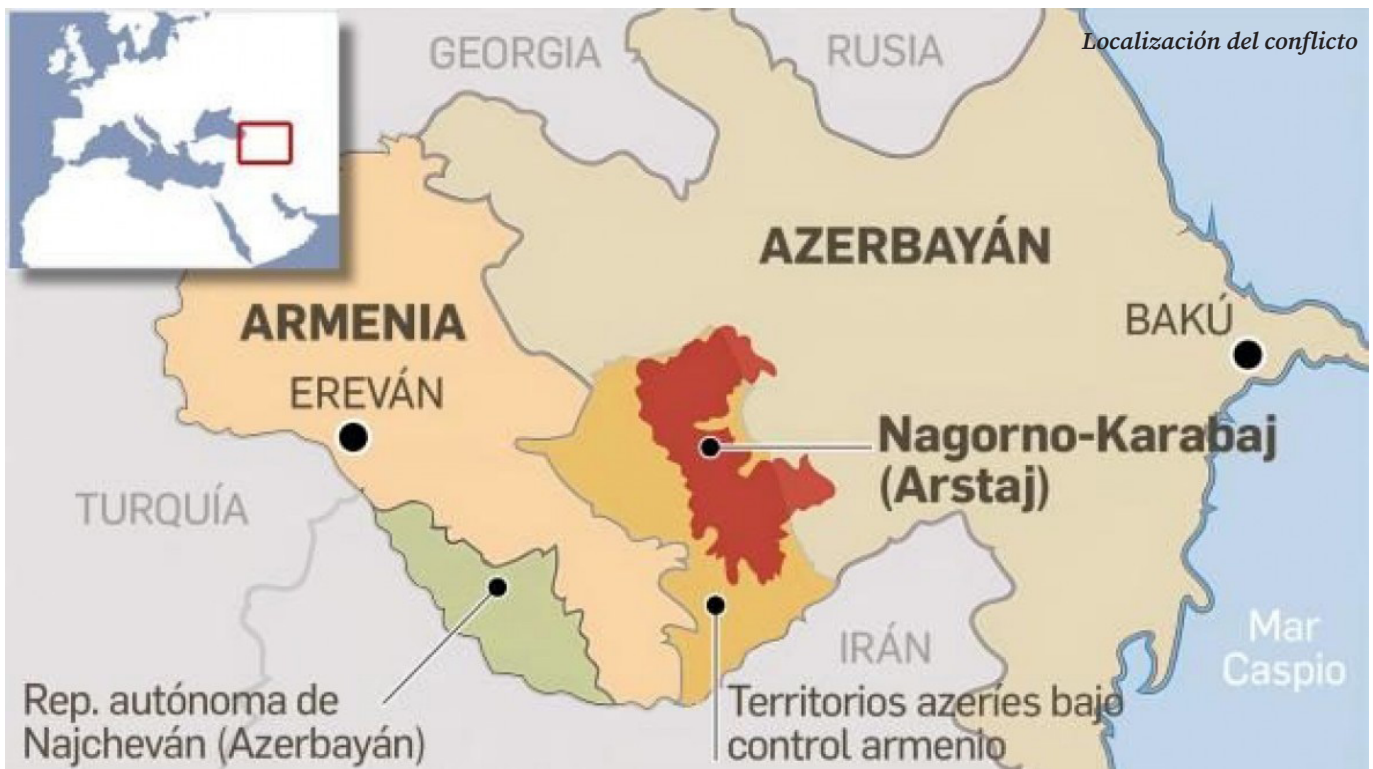 Localización del conflicto
GEORGIA
RUSIA
AZERBAYÁN
ARMENIA
BAKÚ
EREVÁN
Nagorno-Karabaj
(Arstaj)
TURQUÍA
IRÁN
Mar
Caspio
Rep. autónoma de
Najcheván (Azerbayán)
Territorios azeríes bajo
control armenio